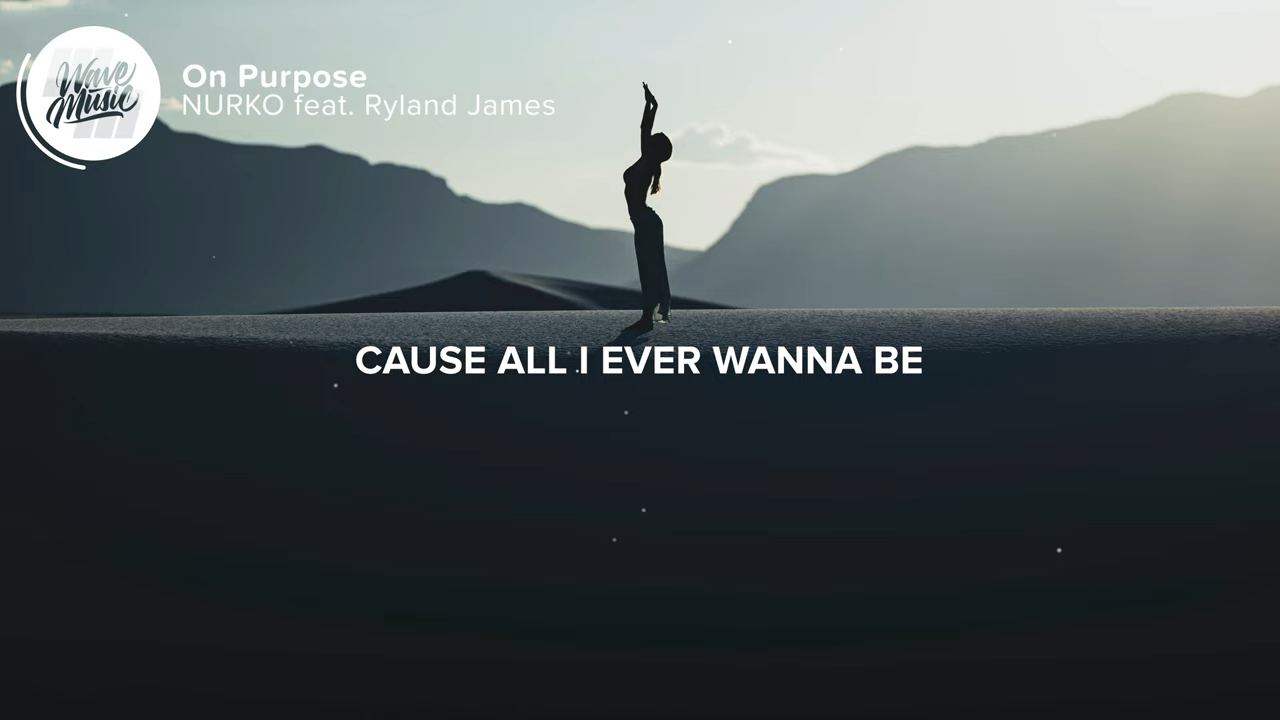 Wave
Music
On Purpose
NURKO feat. Ryland James
CAUSE ALL I EVER WANNA BE